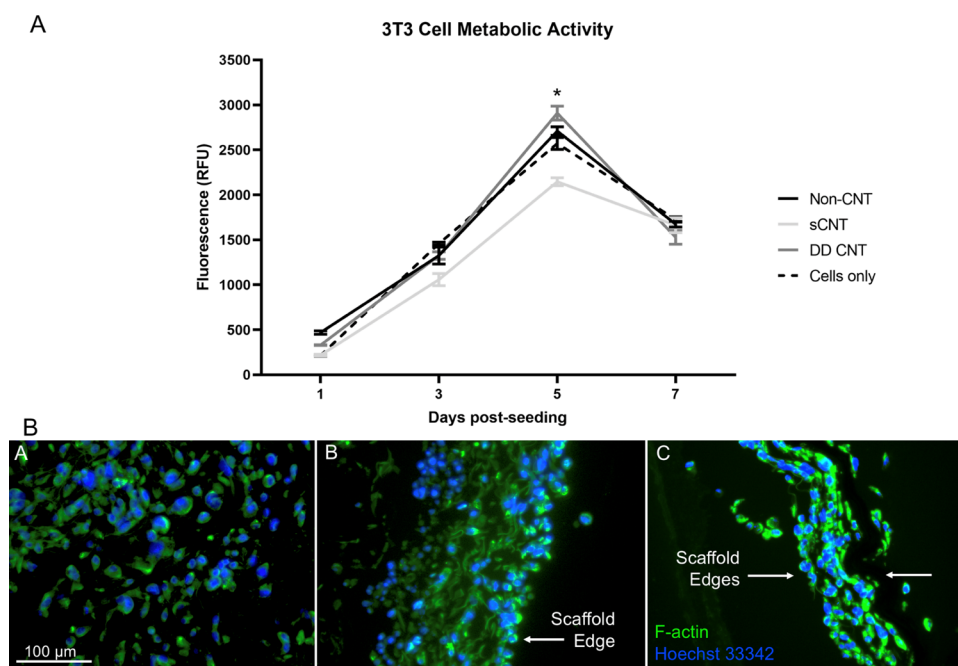 A
3T3 Cell Metabolic Activity
3500
3000
2500
2000
1500
1000
500
0
Fluorescence (RFU)
*
1 3 5 7
Days post-seeding
Non-CNT
sCNT
DD CNT
Cells only
B
A
100 µm
B
Scaffold
Edge
C
Scaffold
Edges
F-actin
Hoechst 33342